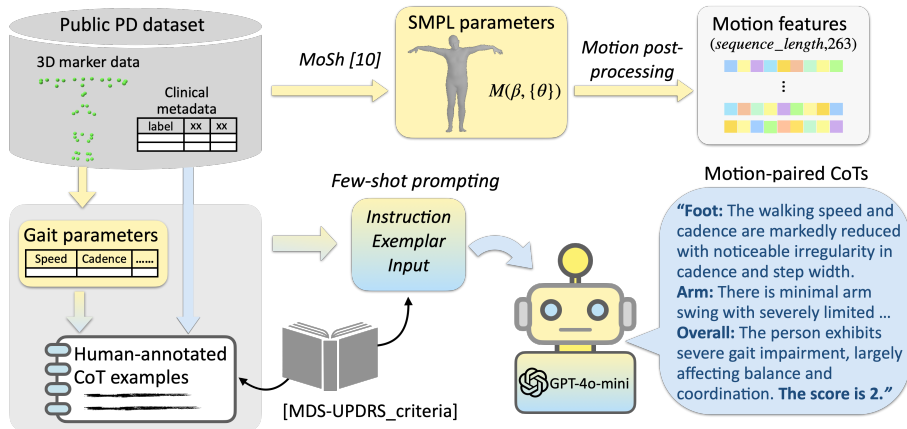 Public PD dataset
3D marker data
Clinical
metadata
label xx xx
MoSh [10]
SMPL parameters
M(β, {θ})
Motion post-
processing
Motion features
(sequence_length,263)
⋮
Gait parameters
Speed Cadence ......
Few-shot prompting
Instruction
Exemplar
Input
Human-annotated
CoT examples
[MDS-UPDRS_criteria]
GPT-4o-mini
Motion-paired CoTs
“Foot: The walking speed and
cadence are markedly reduced
with noticeable irregularity in
cadence and step width.
Arm: There is minimal arm
swing with severely limited ...
Overall: The person exhibits
severe gait impairment, largely
affecting balance and
coordination. The score is 2.”